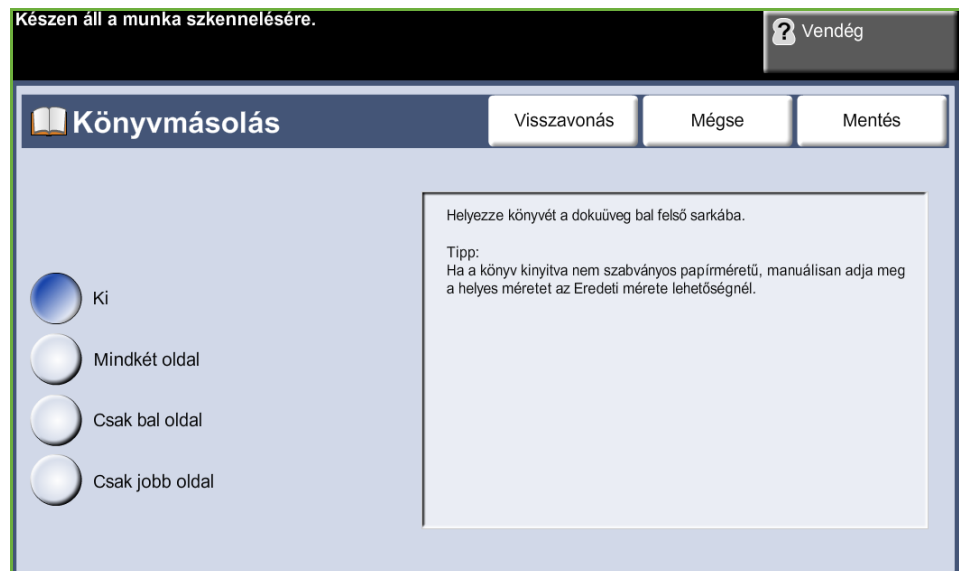 Készen áll a munka szkennelésére.
Vendég
Könyvmásolás
Visszavonás
Mégse
Mentés
Helyezze könyvét a dokuüveg bal felső sarkába.
Tipp:
Ha a könyv kinyitva nem szabványos papírméretű, manuálisan adja meg
a helyes méretet az Eredeti mérete lehetőségnél.
Ki
Mindkét oldal
Csak bal oldal
Csak jobb oldal